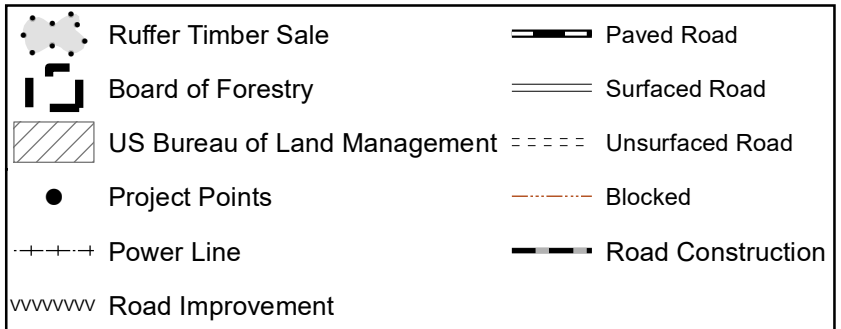 Ruffer Timber Sale
Board of Forestry
US Bureau of Land Management
Project Points
Power Line
Road Improvement
Paved Road
Surfaced Road
Unsurfaced Road
Blocked
Road Construction